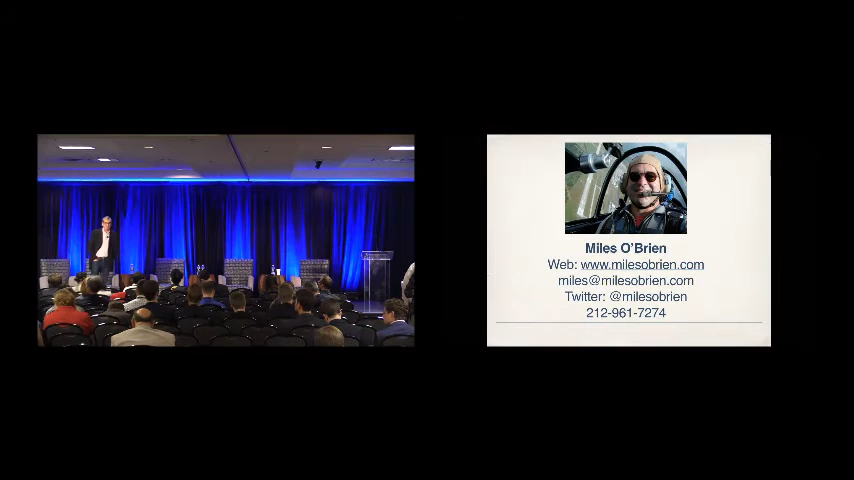 Miles O'Brien
Web: www.milesobrien.com
miles@milesobrien.com
Twitter: @milesobrien
212-961-7274